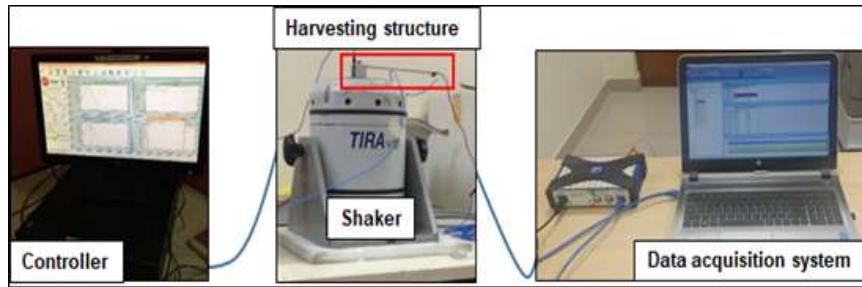 Harvesting structure
TIRA
Shaker
Controller
Data acquisition system